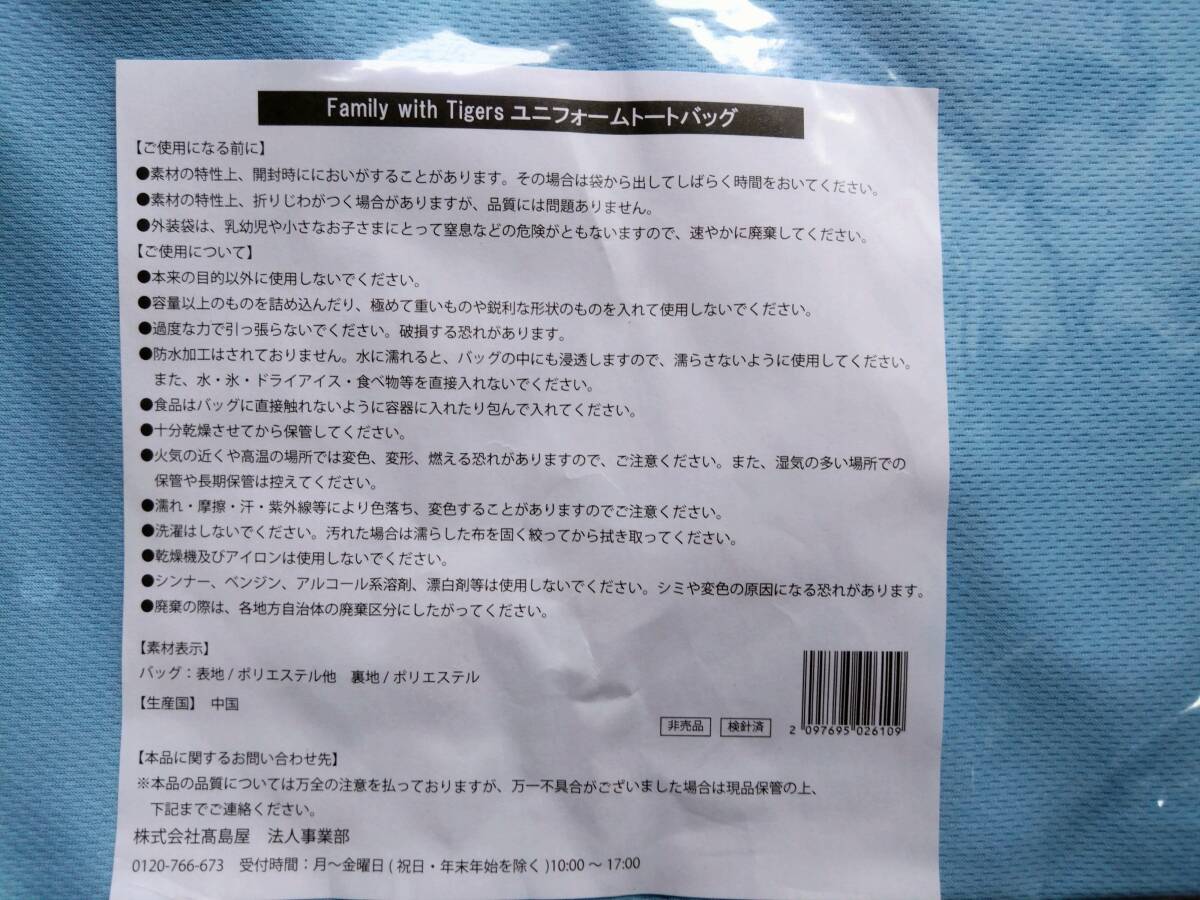 Family with Tigers ユニフォームトートバッグ
【ご使用になる前に】
●素材の特性上、開封時ににおいがすることがあります。その場合は袋から出してしばらく時間をおいてください。
●素材の特性上、折りじわがつく場合がありますが、品質には問題ありません。
●外装袋は、乳幼児や小さなお子さまにとって窒息などの危険がともないますので、速やかに廃棄してください。
【ご使用について】
●本来の目的以外に使用しないでください。
●容量以上のものを詰め込んだり、極めて重いものや鋭利な形状のものを入れて使用しないでください。
●過度な力で引っ張らないでください。破損する恐れがあります。
●防水加工はされておりません。水に濡れると、バッグの中にも浸透しますので、濡らさないように使用してください。
また、水・氷・ドライアイス・食べ物等を直接入れないでください。
●食品はバッグに直接触れないように容器に入れたり包んで入れてください。
●十分乾燥させてから保管してください。
●火気の近くや高温の場所では変色、変形、燃える恐れがありますので、ご注意ください。また、湿気の多い場所での
保管や長期保管は控えてください。
●濡れ・摩擦・汗・紫外線等により色落ち、変色することがありますのでご注意ください。
●洗濯はしないでください。汚れた場合は濡らした布を固く絞ってから拭き取ってください。
●乾燥機及びアイロンは使用しないでください。
●シンナー、ベンジン、アルコール系溶剤、漂白剤等は使用しないでください。シミや変色の原因になる恐れがあります。
●廃棄の際は、各地方自治体の廃棄区分にしたがってください。
【素材表示】
バッグ：表地/ポリエステル他　裏地/ポリエステル
【生産国】 中国
非売品 検針済 2 097695 026109
【本品に関するお問い合わせ先】
※本品の品質については万全の注意を払っておりますが、万一不具合がございました場合は現品保管の上、
下記までご連絡ください。
株式会社髙島屋　法人事業部
0120-766-673　受付時間：月〜金曜日(祝日・年末年始を除く)10:00〜17:00